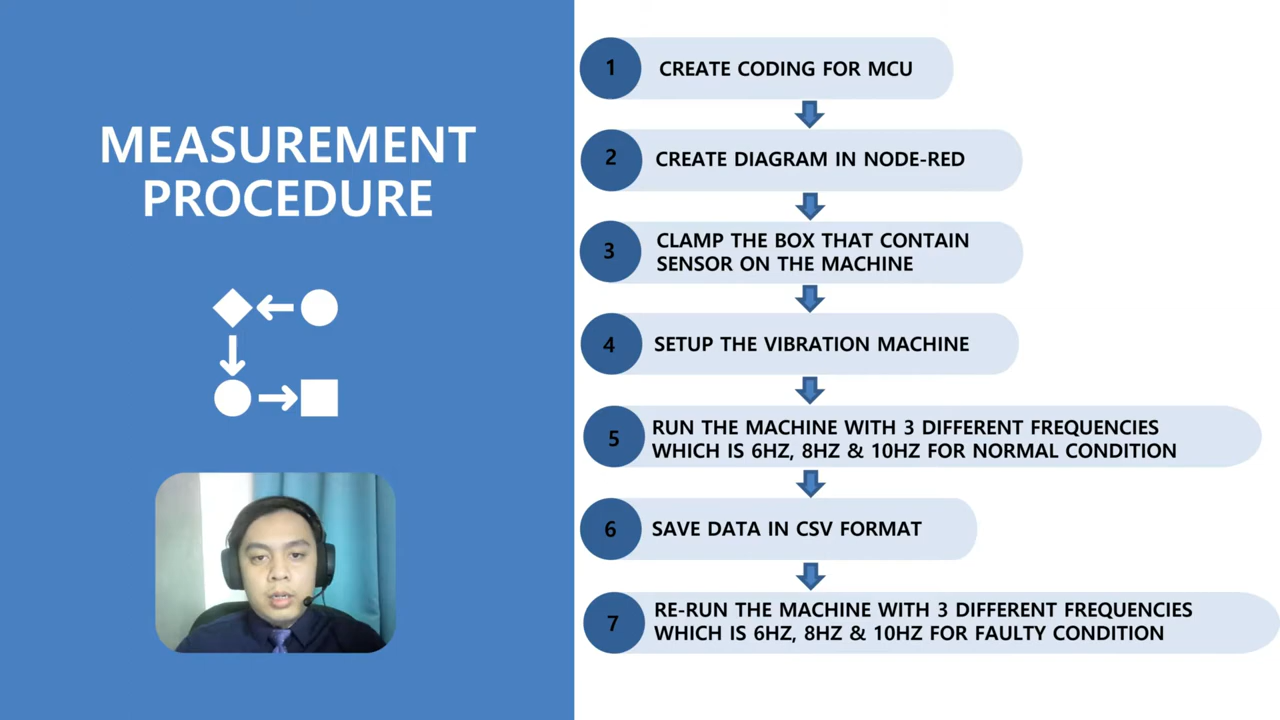 MEASUREMENT
PROCEDURE
1
CREATE CODING FOR MCU
2
CREATE DIAGRAM IN NODE-RED
3
CLAMP THE BOX THAT CONTAIN
SENSOR ON THE MACHINE
4
SETUP THE VIBRATION MACHINE
5
RUN THE MACHINE WITH 3 DIFFERENT FREQUENCIES
WHICH IS 6HZ, 8HZ & 10HZ FOR NORMAL CONDITION
6
SAVE DATA IN CSV FORMAT
7
RE-RUN THE MACHINE WITH 3 DIFFERENT FREQUENCIES
WHICH IS 6HZ, 8HZ & 10HZ FOR FAULTY CONDITION